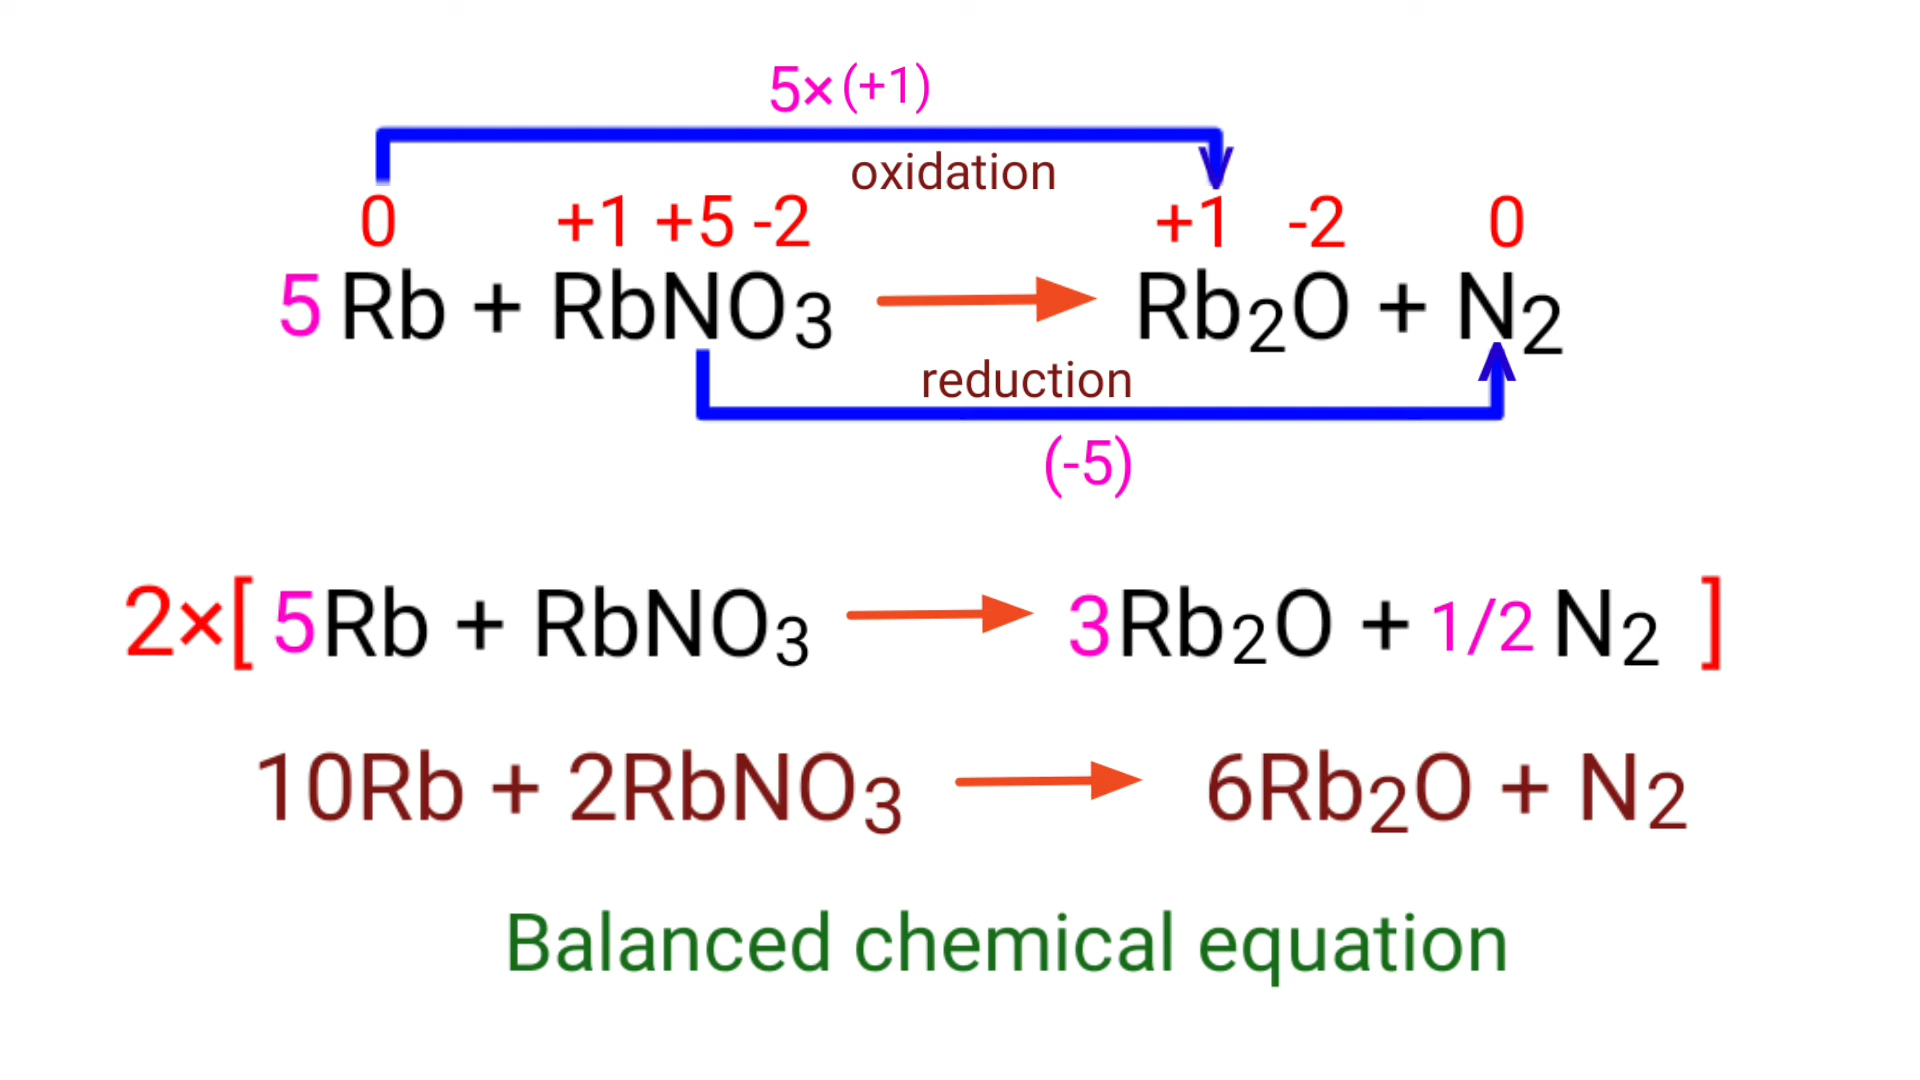 5×(+1)
oxidation
0 +1 +5 -2 +1 -2 0
5 Rb + RbNO3 → Rb2O + N2
reduction
(-5)
2×[ 5Rb + RbNO3 → 3Rb2O + 1/2 N2 ]
10Rb + 2RbNO3 → 6Rb2O + N2
Balanced chemical equation